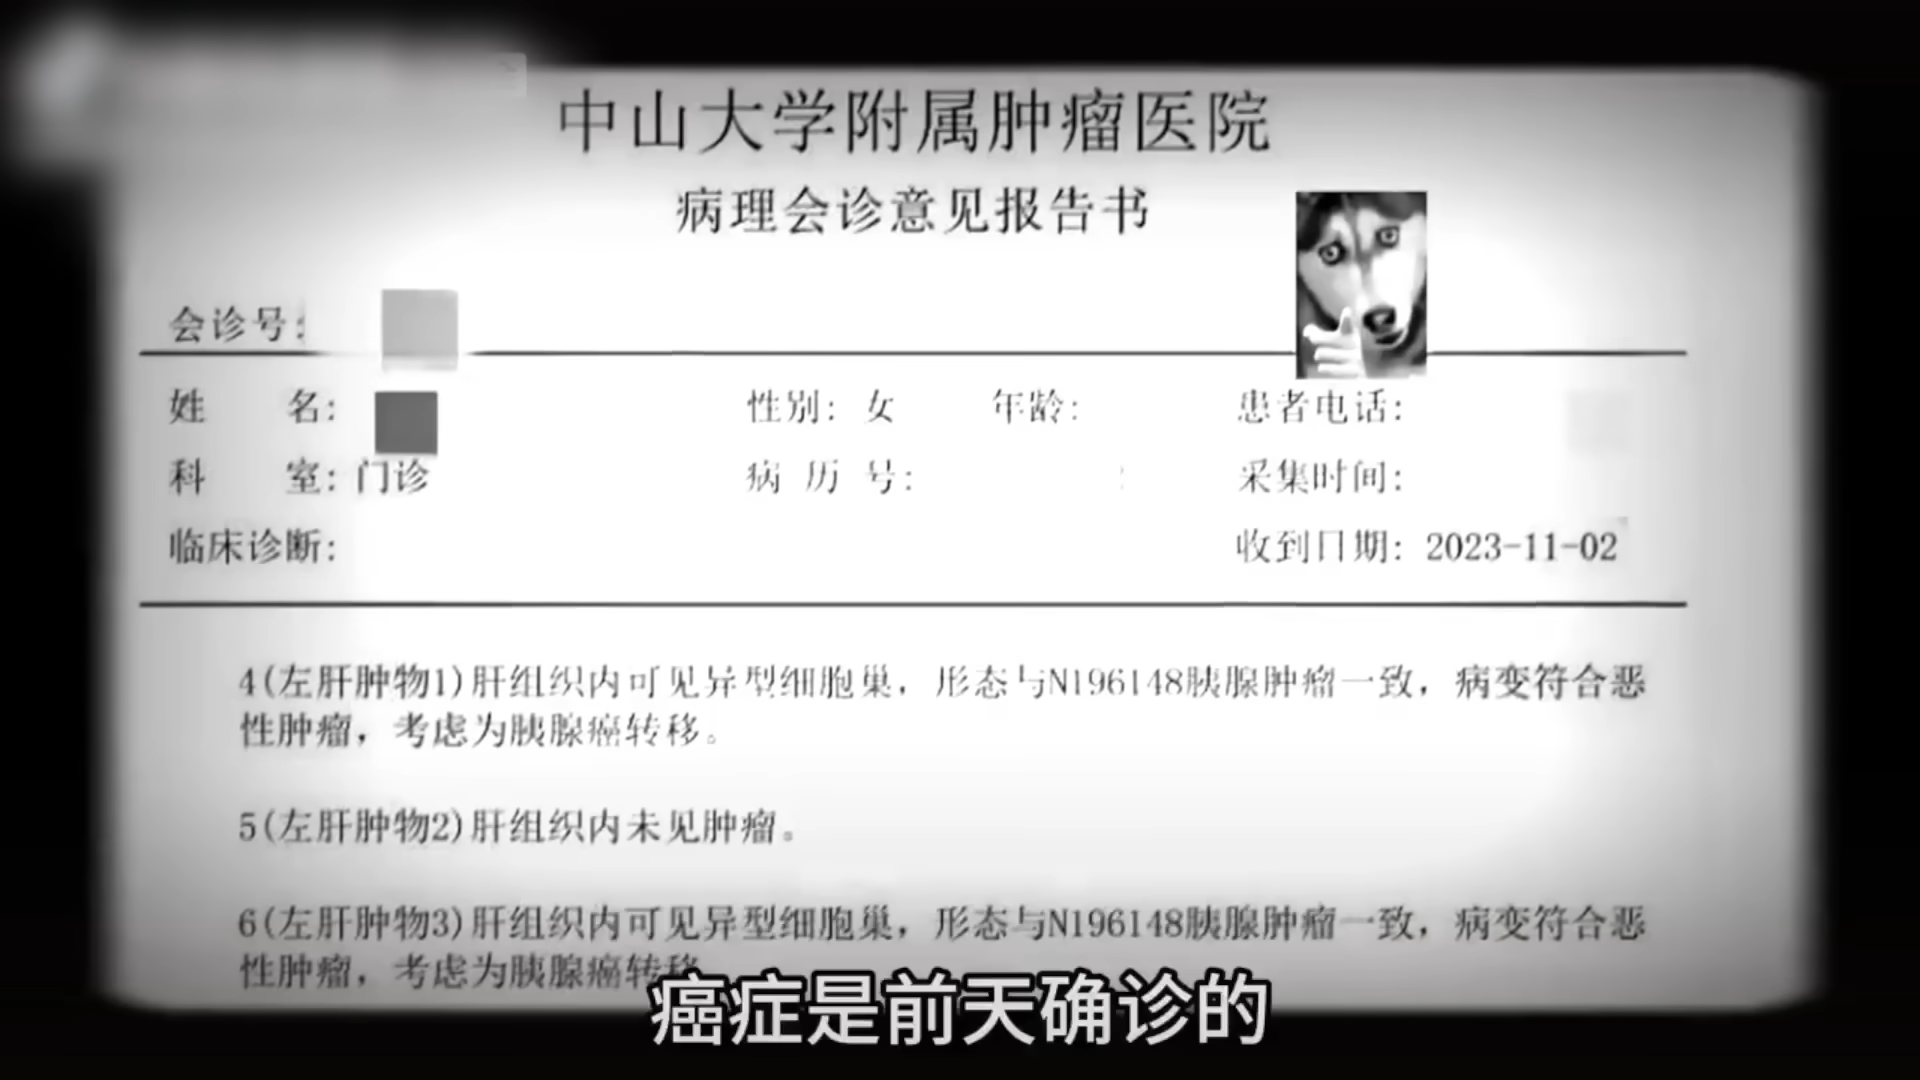 中山大学附属肿瘤医院
病理会诊意见报告书
会诊号:
姓 名: 性别: 女 年龄: 患者电话:
科 室: 门诊 病 历 号: 采集时间:
临床诊断: 收到日期: 2023-11-02
4(左肝肿物1)肝组织内可见异型细胞巢，形态与N196148胰腺肿瘤一致，病变符合恶
性肿瘤，考虑为胰腺癌转移。
5(左肝肿物2)肝组织内未见肿瘤。
6(左肝肿物3)肝组织内可见异型细胞巢，形态与N196148胰腺肿瘤一致，病变符合恶
性肿瘤，考虑为胰腺癌转移
癌症是前天确诊的